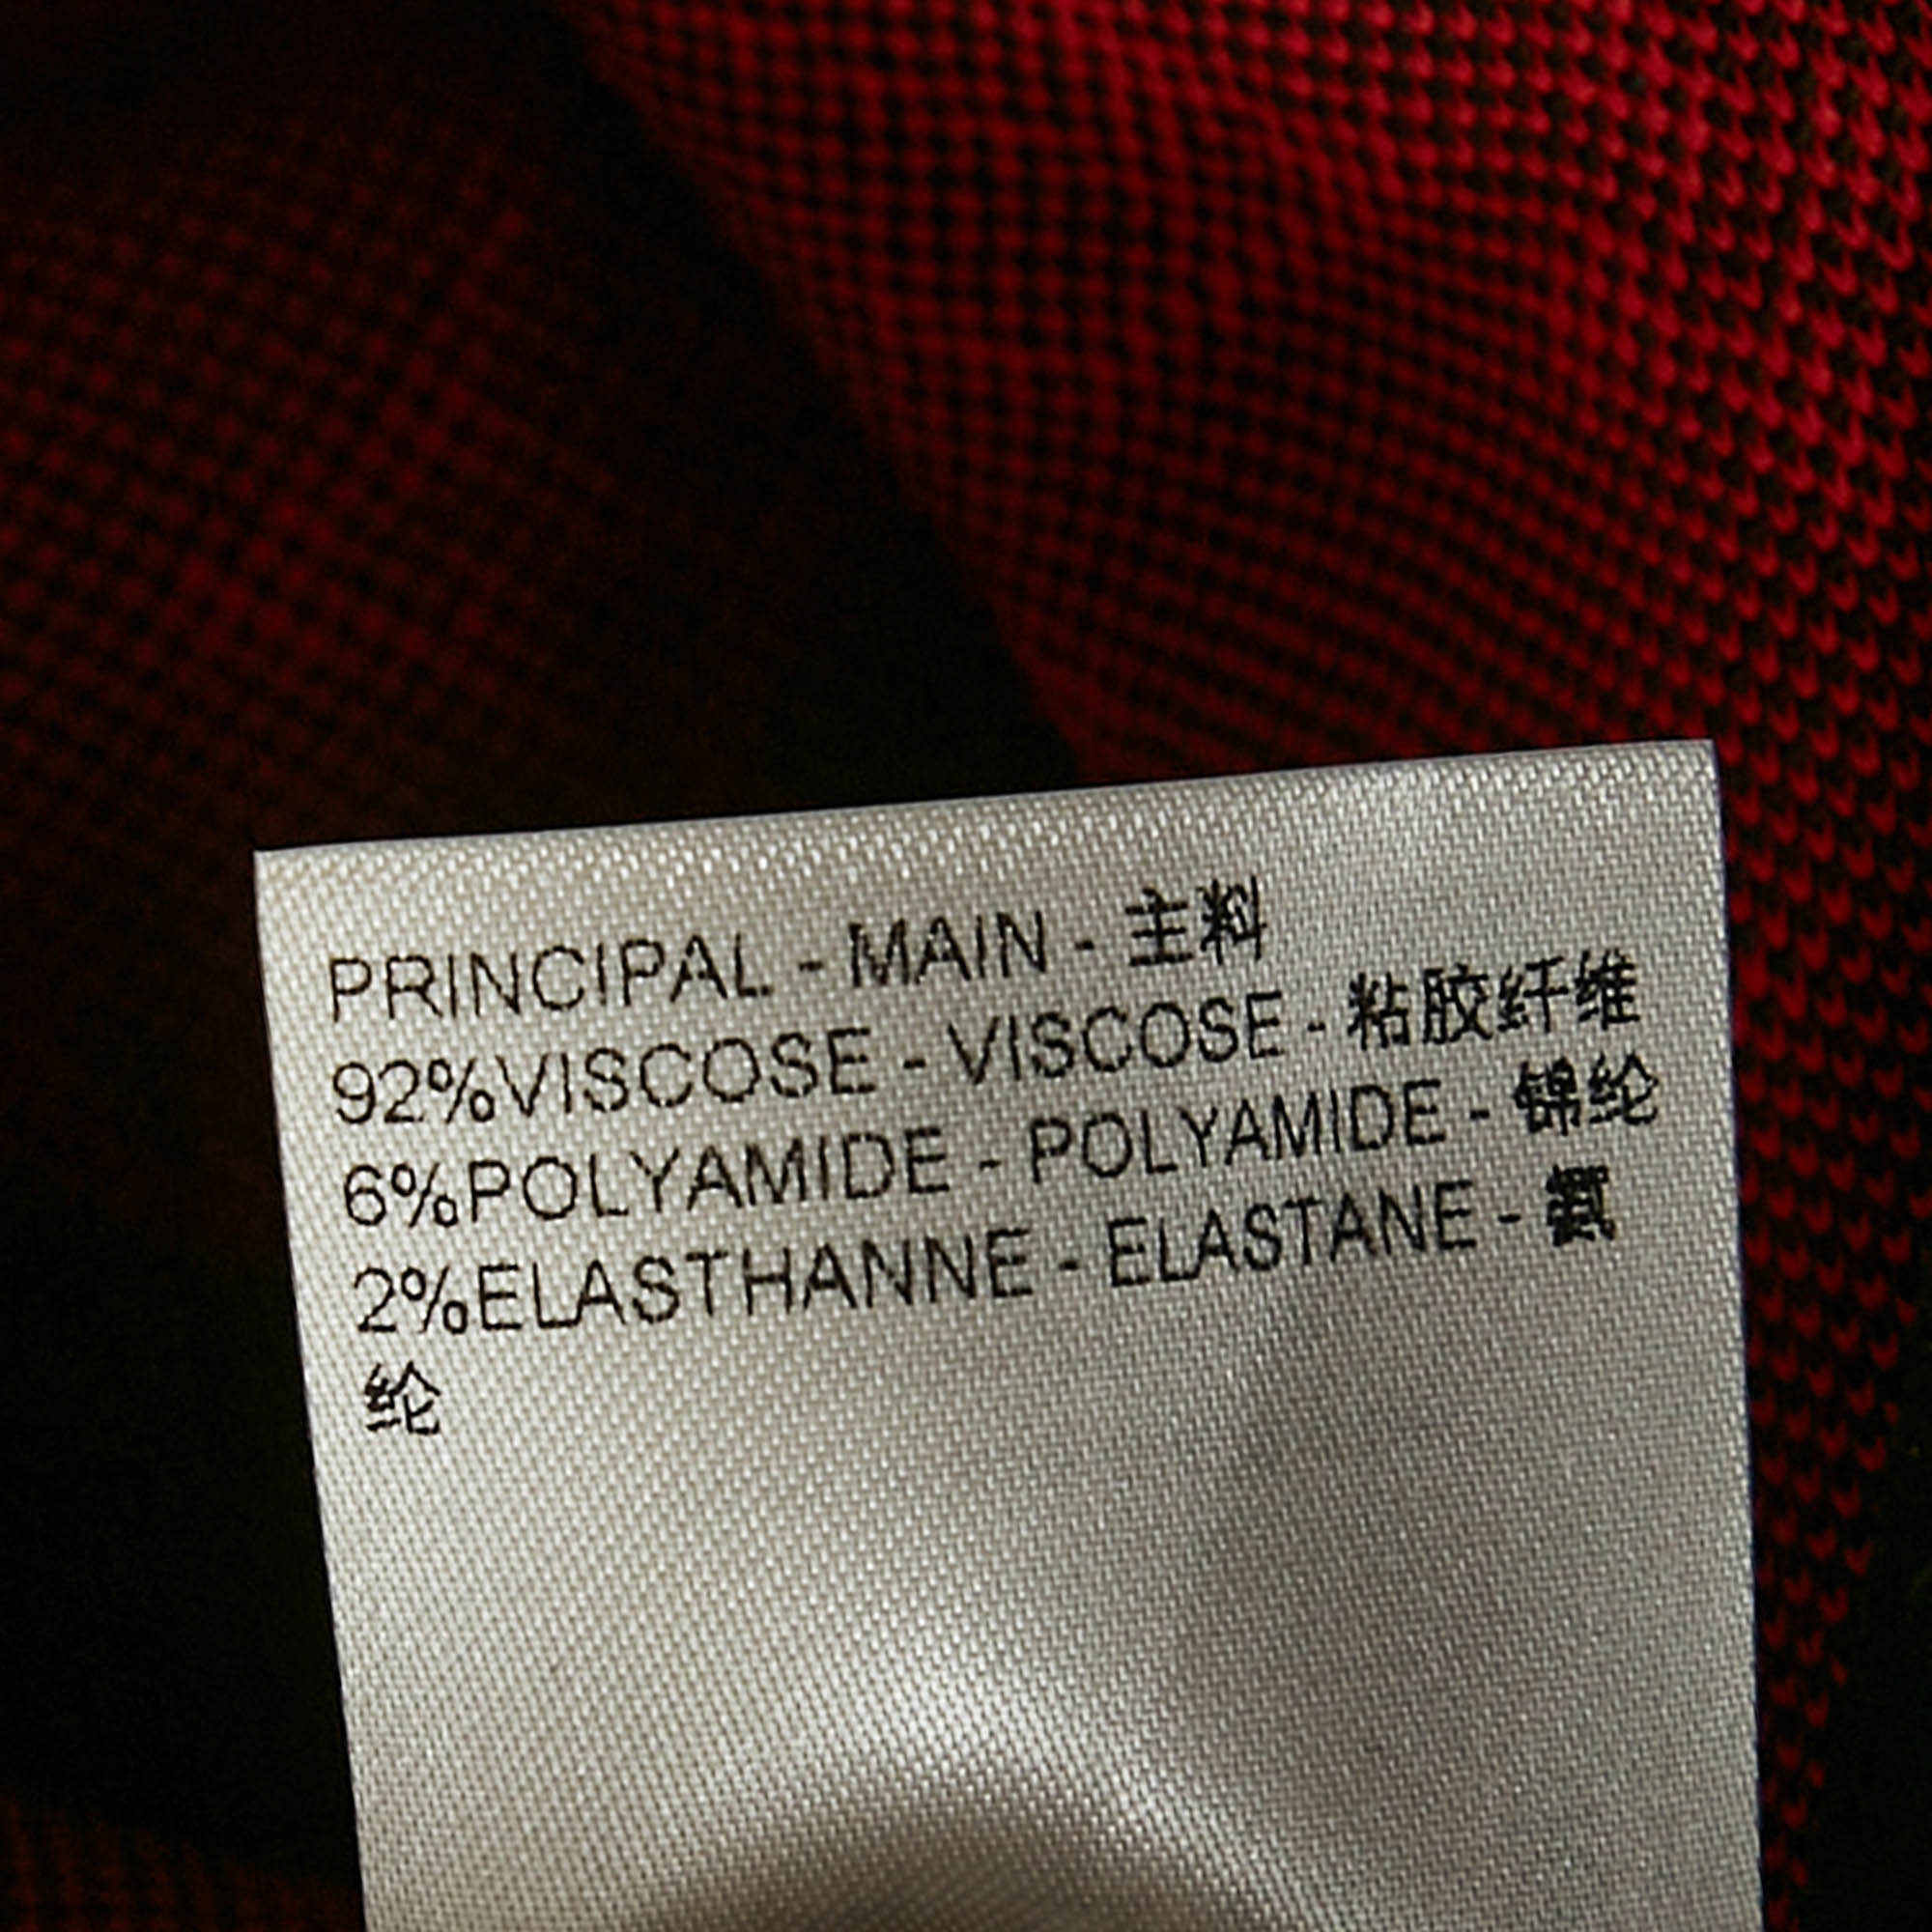 PRINCIPAL - MAIN - 主料
92%VISCOSE - VISCOSE - 粘胶纤维
6%POLYAMIDE - POLYAMIDE - 锦纶
2%ELASTHANNE - ELASTANE - 氨
纶